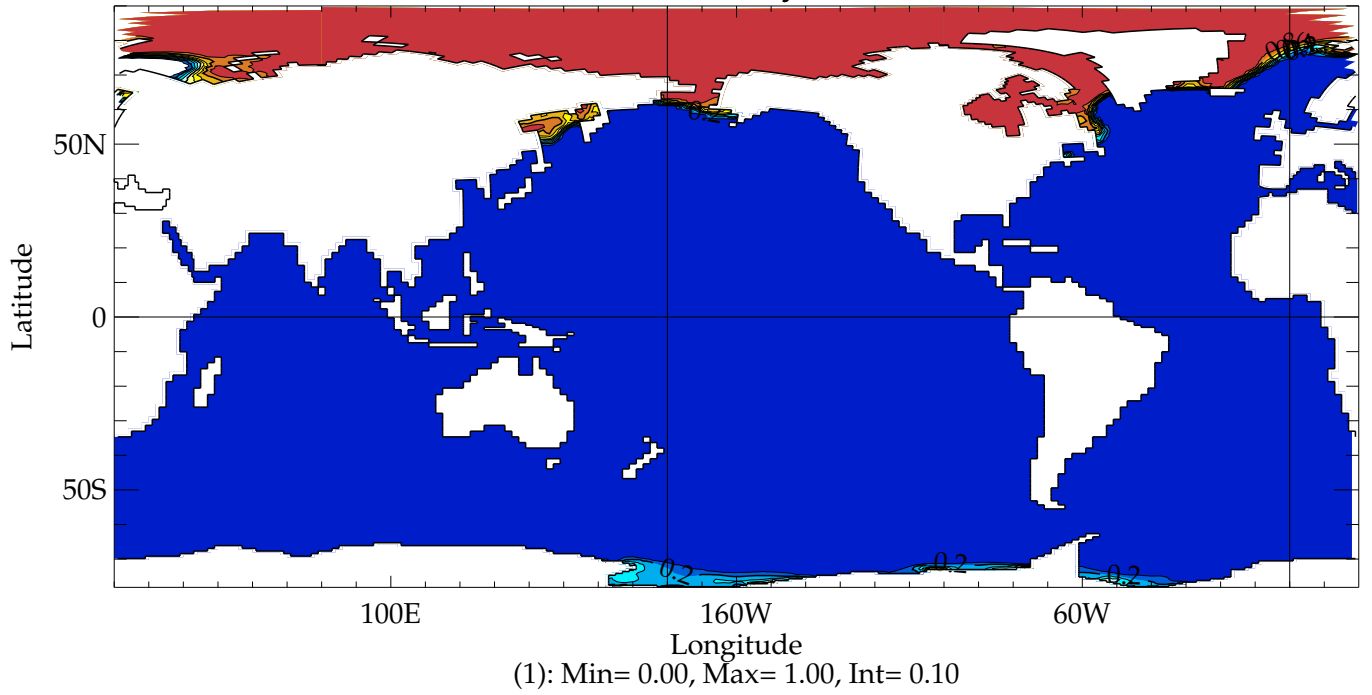 0.2
50N
Latitude
0
50S
0.2
0.2
0.2
100E
160W
60W
Longitude
(1): Min= 0.00, Max= 1.00, Int= 0.10